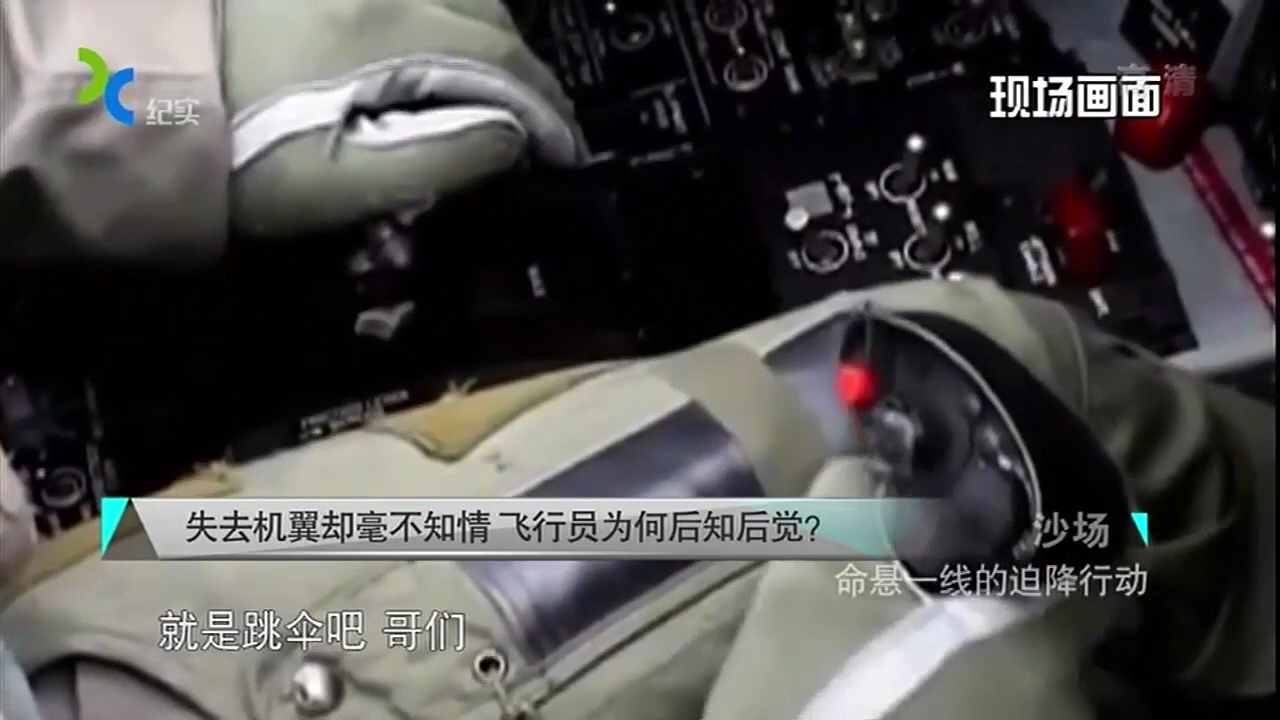 纪实
高清
现场画面
失去机翼却毫不知情 飞行员为何后知后觉?
沙场
命悬一线的迫降行动
就是跳伞吧 哥们